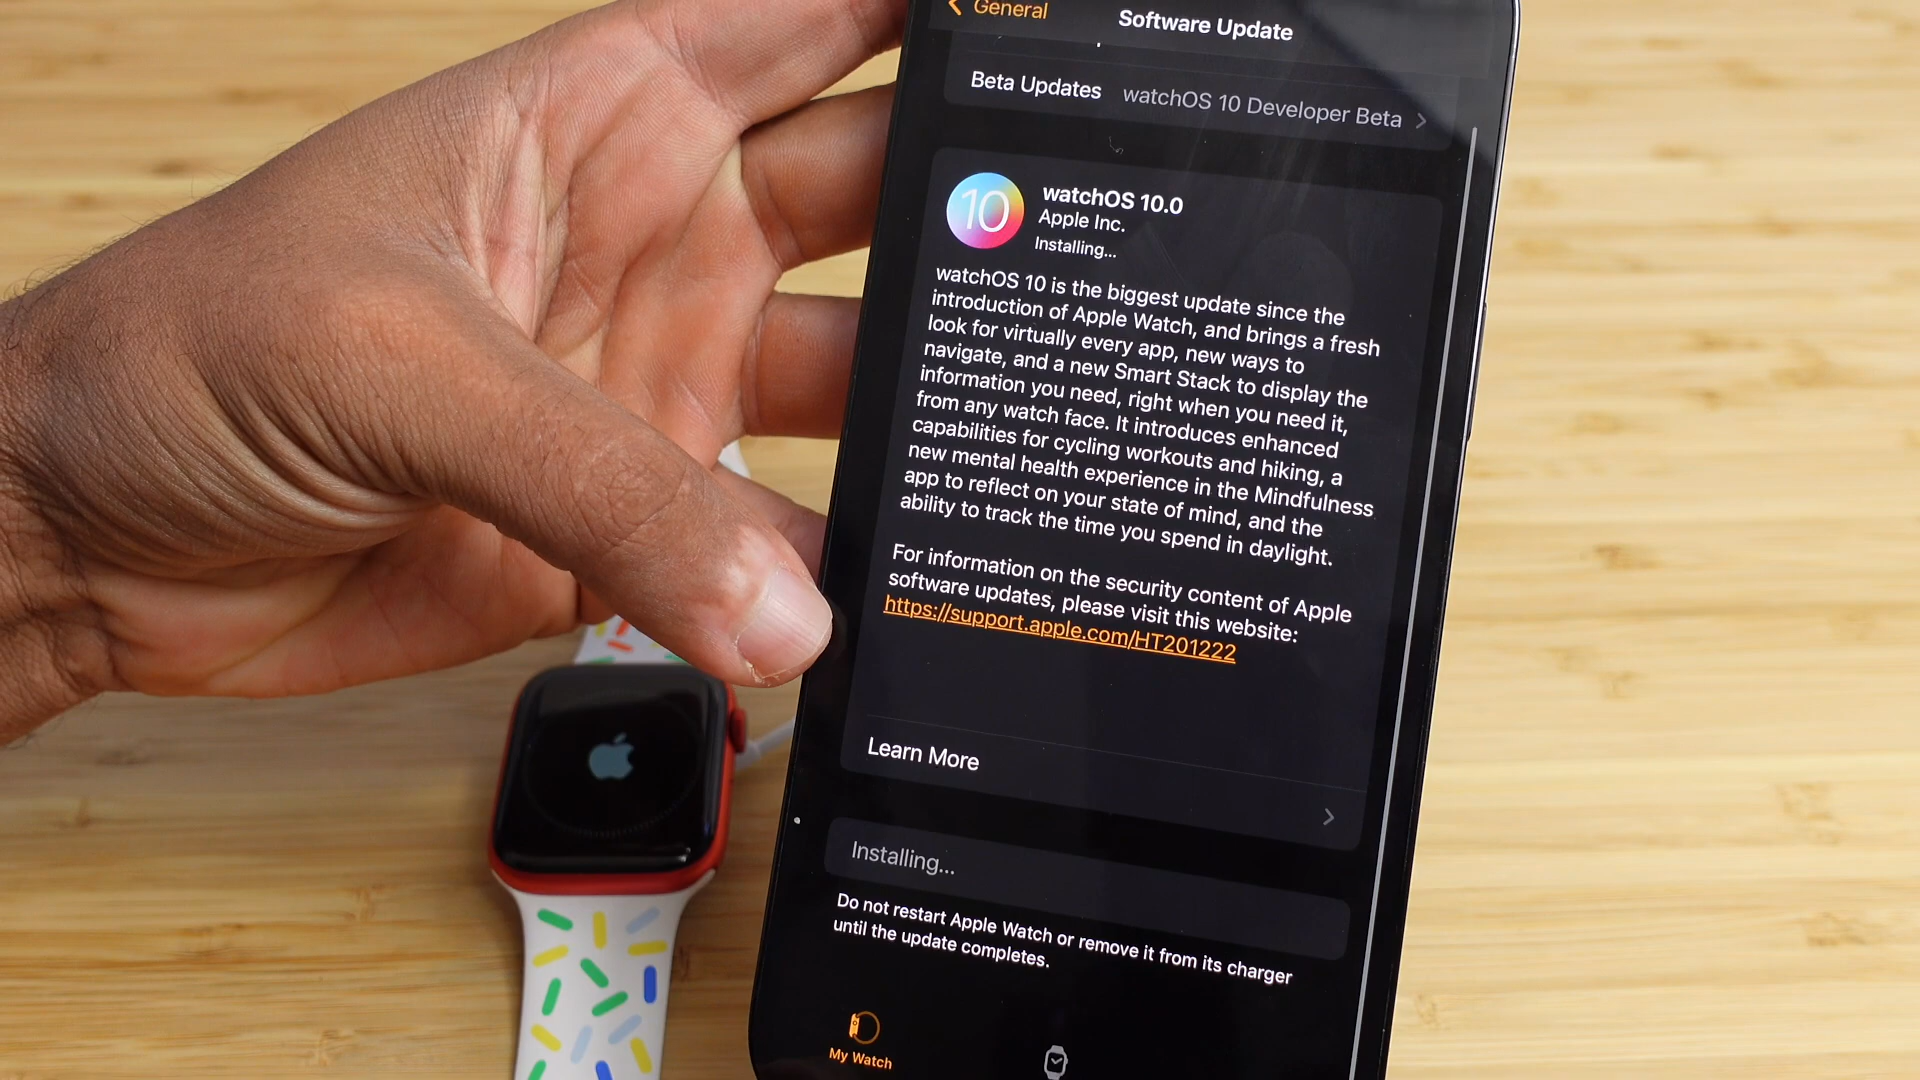 General
Software Update
Beta Updates watchOS 10 Developer Beta
10
watchOS 10.0
Apple Inc.
Installing...
watchOS 10 is the biggest update since the
introduction of Apple Watch, and brings a fresh
look for virtually every app, new ways to
navigate, and a new Smart Stack to display the
information you need, right when you need it,
from any watch face. It introduces enhanced
capabilities for cycling workouts and hiking, a
new mental health experience in the Mindfulness
app to reflect on your state of mind, and the
ability to track the time you spend in daylight.
For information on the security content of Apple
software updates, please visit this website:
https://support.apple.com/HT201222
Learn More
Installing...
Do not restart Apple Watch or remove it from its charger
until the update completes.
My Watch